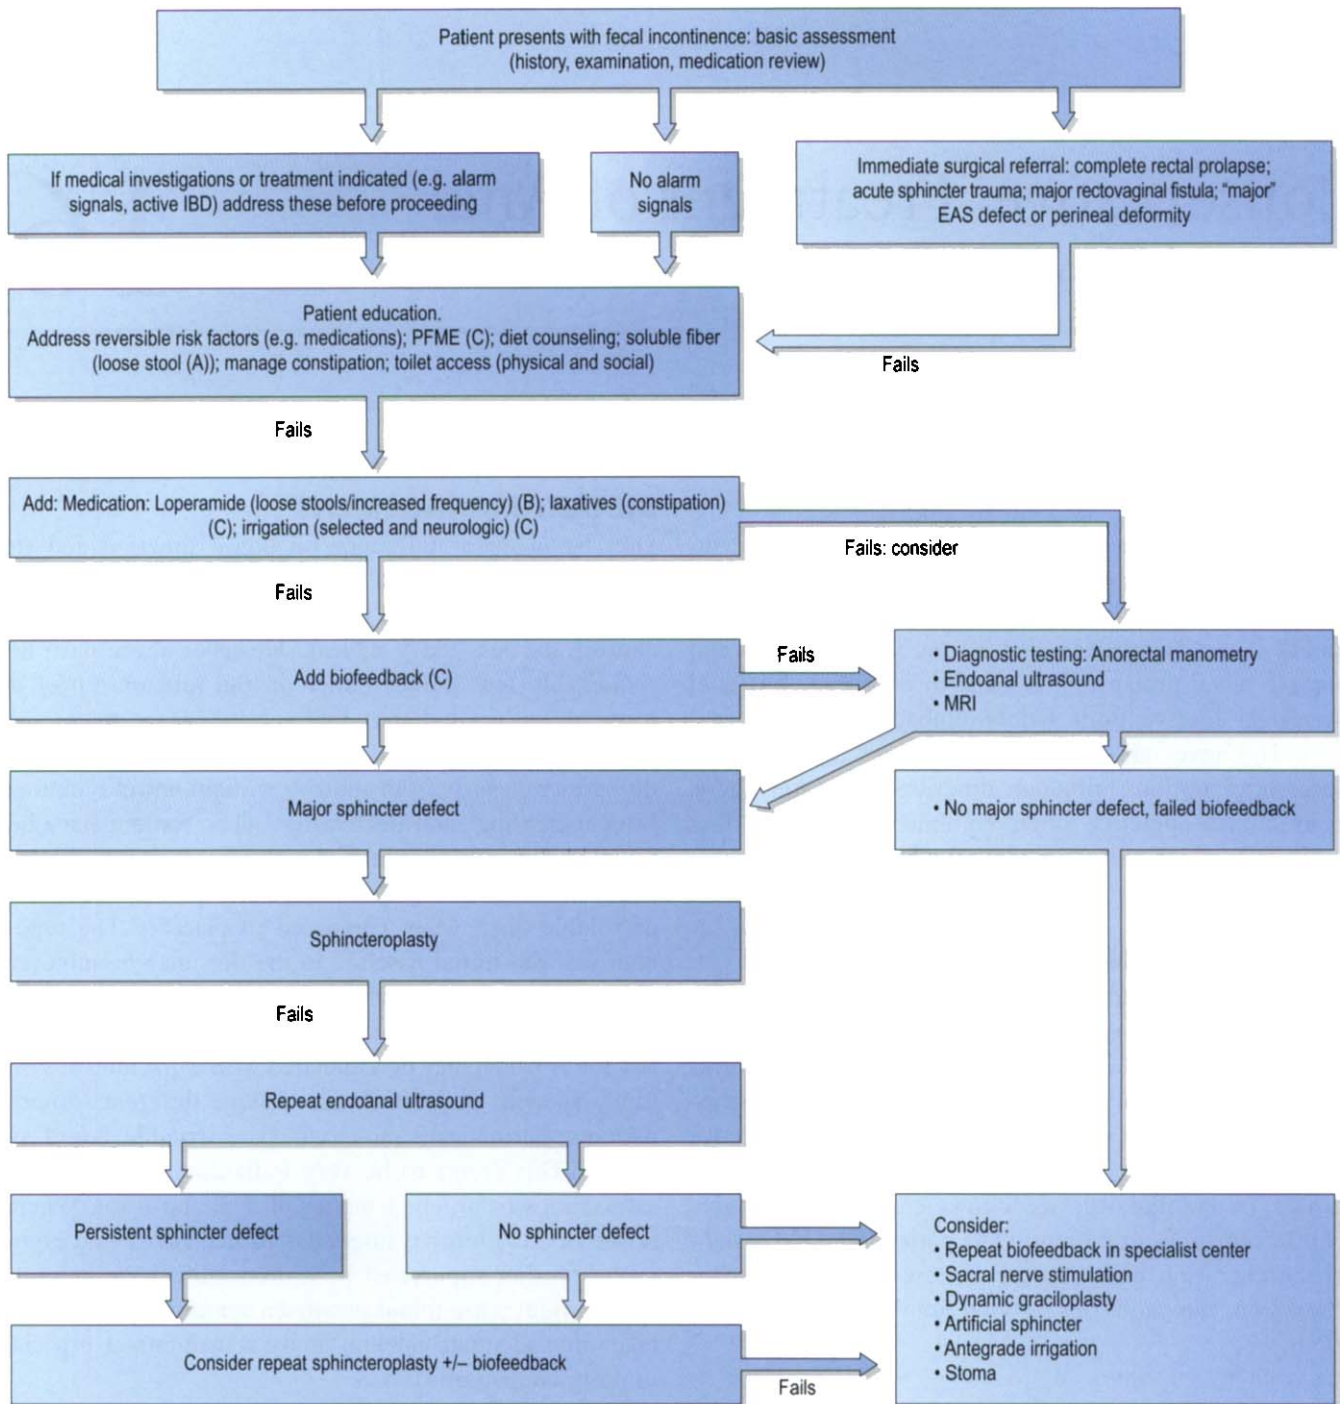 Patient presents with fecal incontinence: basic assessment
(history, examination, medication review)
If medical investigations or treatment indicated (e.g. alarm
signals, active IBD) address these before proceeding
No alarm
signals
Immediate surgical referral: complete rectal prolapse;
acute sphincter trauma; major rectovaginal fistula; “major”
EAS defect or perineal deformity
Patient education.
Address reversible risk factors (e.g. medications); PFME (C); diet counseling; soluble fiber
(loose stool (A)); manage constipation; toilet access (physical and social)
Fails
Fails
Add: Medication: Loperamide (loose stools/increased frequency) (B); laxatives (constipation)
(C); irrigation (selected and neurologic) (C)
Fails: consider
Fails
Add biofeedback (C)
Fails
• Diagnostic testing: Anorectal manometry
• Endoanal ultrasound
• MRI
Major sphincter defect
• No major sphincter defect, failed biofeedback
Sphincteroplasty
Fails
Repeat endoanal ultrasound
Persistent sphincter defect
No sphincter defect
Consider:
• Repeat biofeedback in specialist center
• Sacral nerve stimulation
• Dynamic graciloplasty
• Artificial sphincter
• Antegrade irrigation
• Stoma
Consider repeat sphincteroplasty +/– biofeedback
Fails